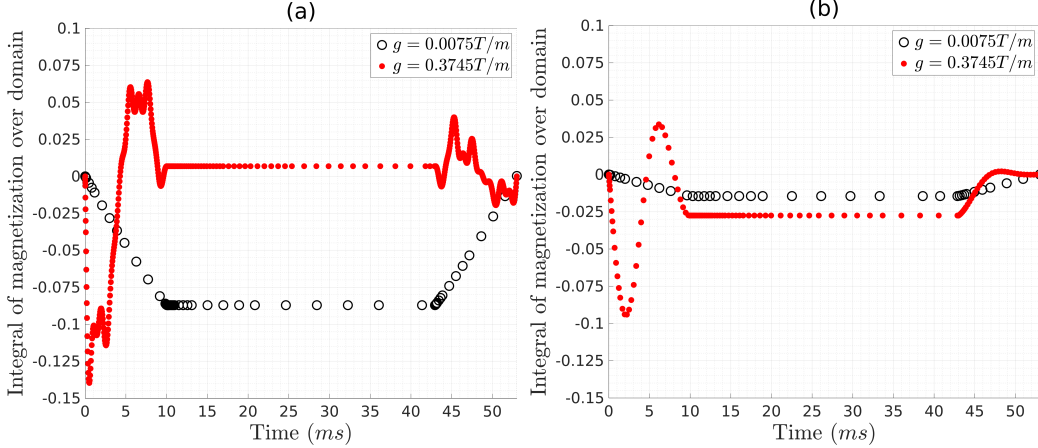 (a)
Integral of magnetization over domain
0.1
0.075
0.05
0.025
0
-0.025
-0.05
-0.075
-0.1
-0.125
-0.15
g = 0.0075T/m
g = 0.3745T/m
0 5 10 15 20 25 30 35 40 45 50
Time (ms)
(b)
Integral of magnetization over domain
0.1
0.075
0.05
0.025
0
-0.025
-0.05
-0.075
-0.1
-0.125
-0.15
g = 0.0075T/m
g = 0.3745T/m
0 5 10 15 20 25 30 35 40 45 50
Time (ms)